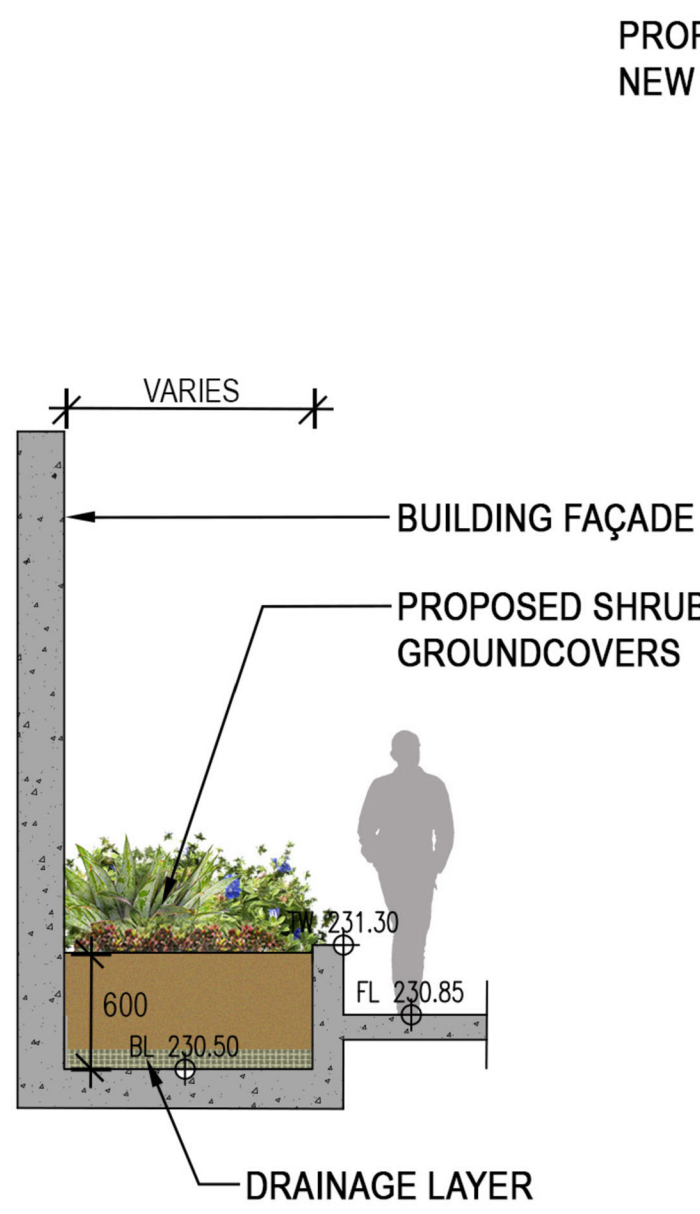 PROP
NEW
VARIES
BUILDING FAÇADE
PROPOSED SHRUB
GROUNDCOVERS
TW 231.30
FL 230.85
600
BL 230.50
DRAINAGE LAYER